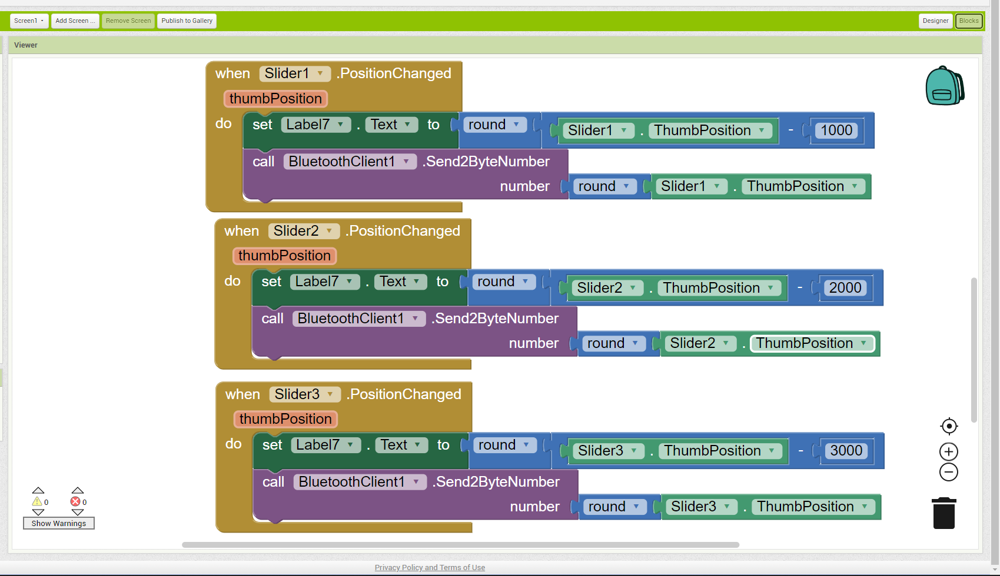 Screen1 Add Screen ... Remove Screen Publish to Gallery Designer Blocks
Viewer
when Slider1 .PositionChanged
thumbPosition
do set Label7 . Text to round Slider1 . ThumbPosition - 1000
call BluetoothClient1 .Send2ByteNumber
number round Slider1 . ThumbPosition
when Slider2 .PositionChanged
thumbPosition
do set Label7 . Text to round Slider2 . ThumbPosition - 2000
call BluetoothClient1 .Send2ByteNumber
number round Slider2 . ThumbPosition
when Slider3 .PositionChanged
thumbPosition
do set Label7 . Text to round Slider3 . ThumbPosition - 3000
call BluetoothClient1 .Send2ByteNumber
number round Slider3 . ThumbPosition
0 0
Show Warnings
Privacy Policy and Terms of Use